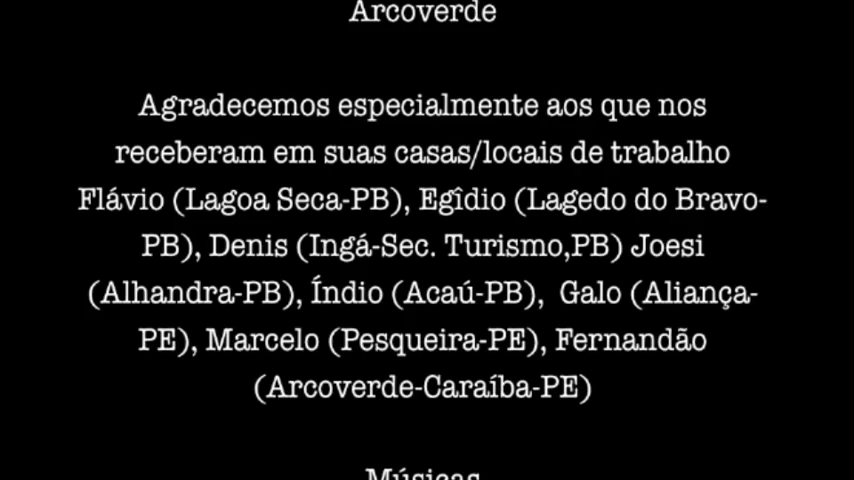 Arcoverde
Agradecemos especialmente aos que nos
receberam em suas casas/locais de trabalho
Flávio (Lagoa Seca-PB), Egîdio (Lagedo do Bravo-
PB), Denis (Ingá-Sec. Turismo,PB) Joesi
(Alhandra-PB), Índio (Acaú-PB),  Galo (Aliança-
PE), Marcelo (Pesqueira-PE), Fernandão
(Arcoverde-Caraíba-PE)
Músicas